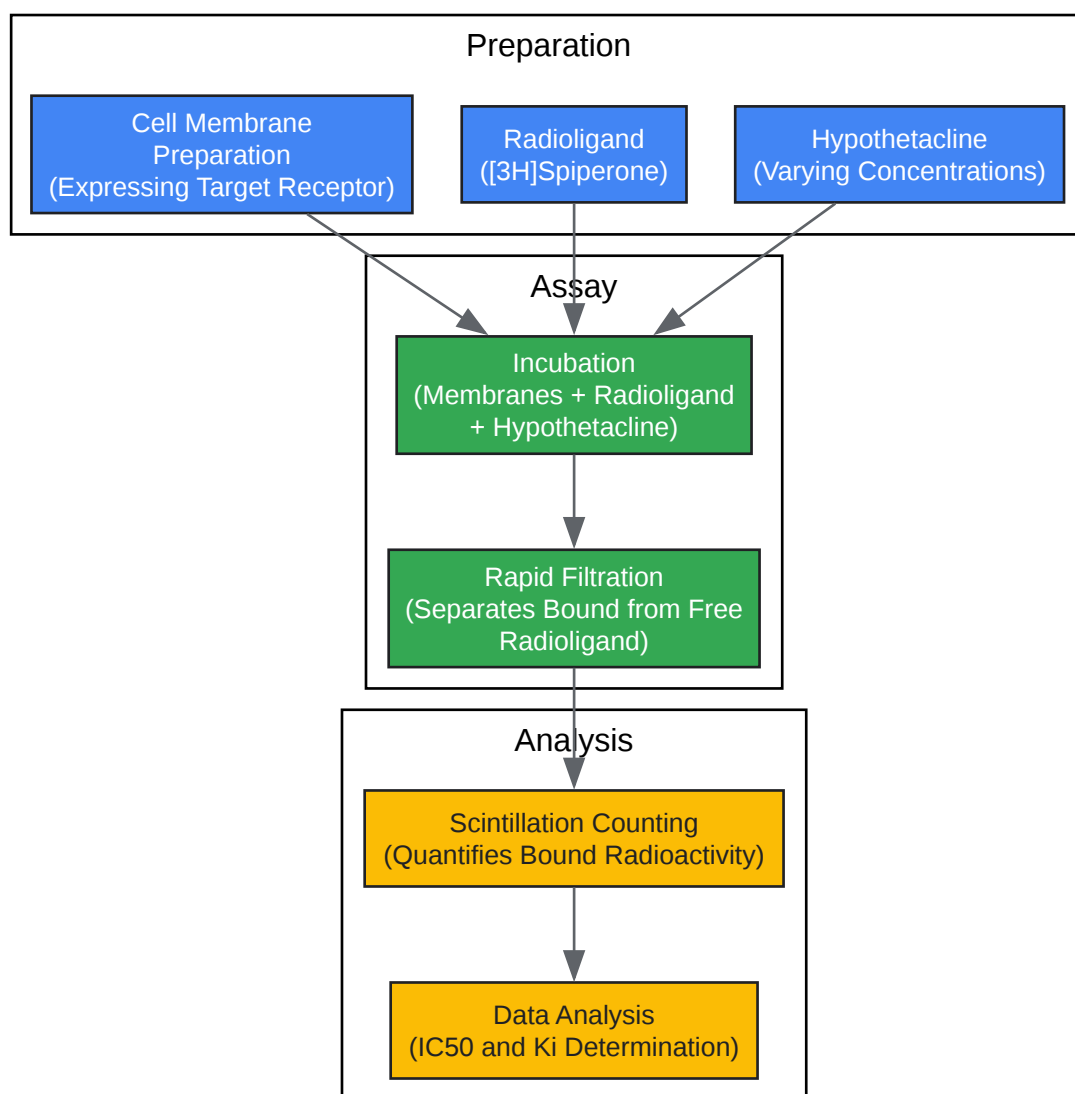 Preparation
Cell Membrane
Preparation
(Expressing Target Receptor)
Radioligand
([3H]Spiperone)
Hypothetacline
(Varying Concentrations)
Assay
Incubation
(Membranes + Radioligand
+ Hypothetacline)
Rapid Filtration
(Separates Bound from Free
Radioligand)
Analysis
Scintillation Counting
(Quantifies Bound Radioactivity)
Data Analysis
(IC50 and Ki Determination)